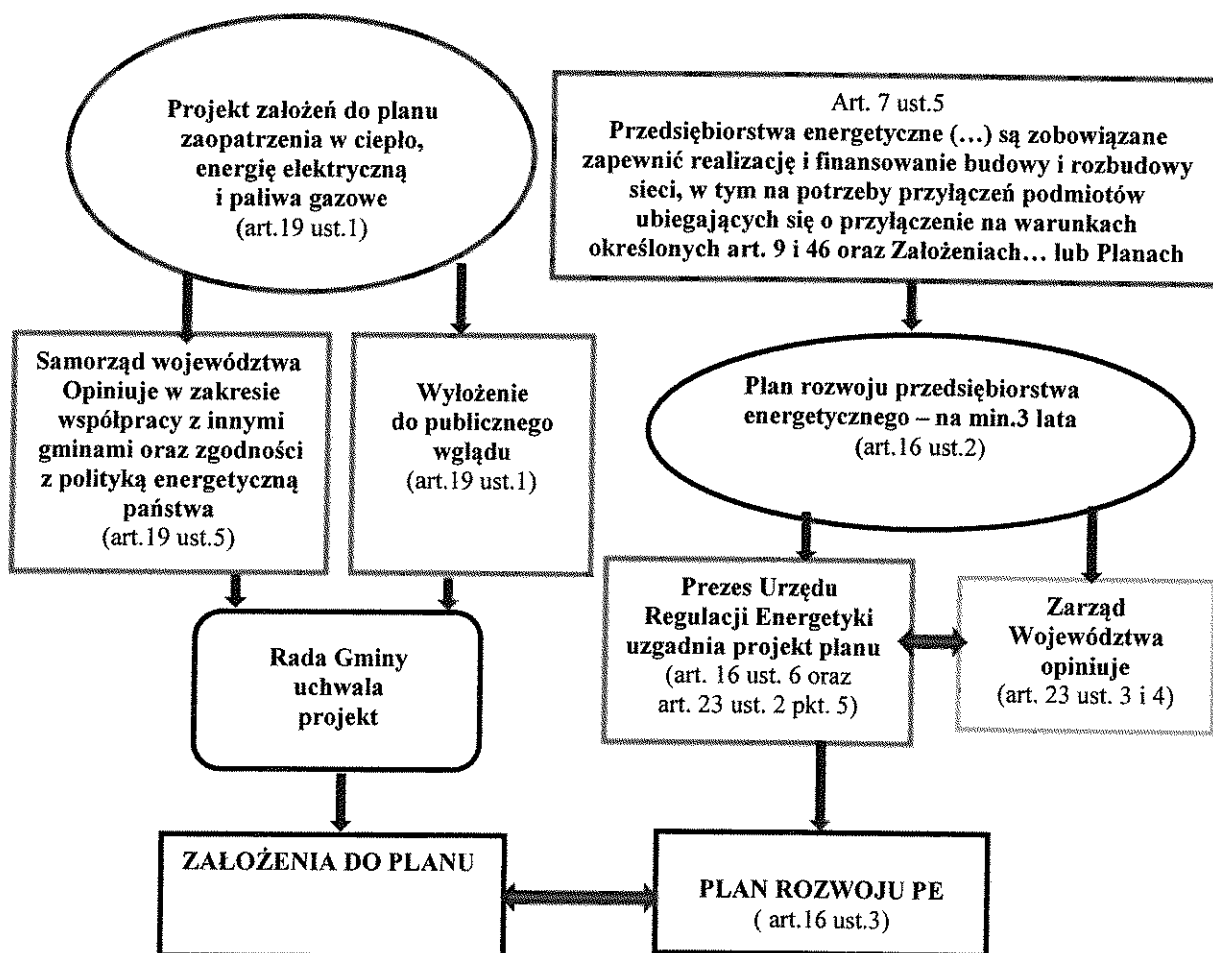 Projekt założeń do planu
zaopatrzenia w ciepło,
energię elektryczną
i paliwa gazowe
(art.19 ust.1)
Art. 7 ust.5
Przedsiębiorstwa energetyczne (…) są zobowiązane
zapewnić realizację i finansowanie budowy i rozbudowy
sieci, w tym na potrzeby przyłączeń podmiotów
ubiegających się o przyłączenie na warunkach
określonych art. 9 i 46 oraz Założeniach… lub Planach
Samorząd województwa
Opiniuje w zakresie
współpracy z innymi
gminami oraz zgodności
z polityką energetyczną
państwa
(art.19 ust.5)
Wyłożenie
do publicznego
wglądu
(art.19 ust.1)
Plan rozwoju przedsiębiorstwa
energetycznego – na min.3 lata
(art.16 ust.2)
Prezes Urzędu
Regulacji Energetyki
uzgadnia projekt planu
(art. 16 ust. 6 oraz
art. 23 ust. 2 pkt. 5)
Zarząd
Województwa
opiniuje
(art. 23 ust. 3 i 4)
Rada Gminy
uchwala
projekt
ZAŁOŻENIA DO PLANU
PLAN ROZWOJU PE
( art.16 ust.3)